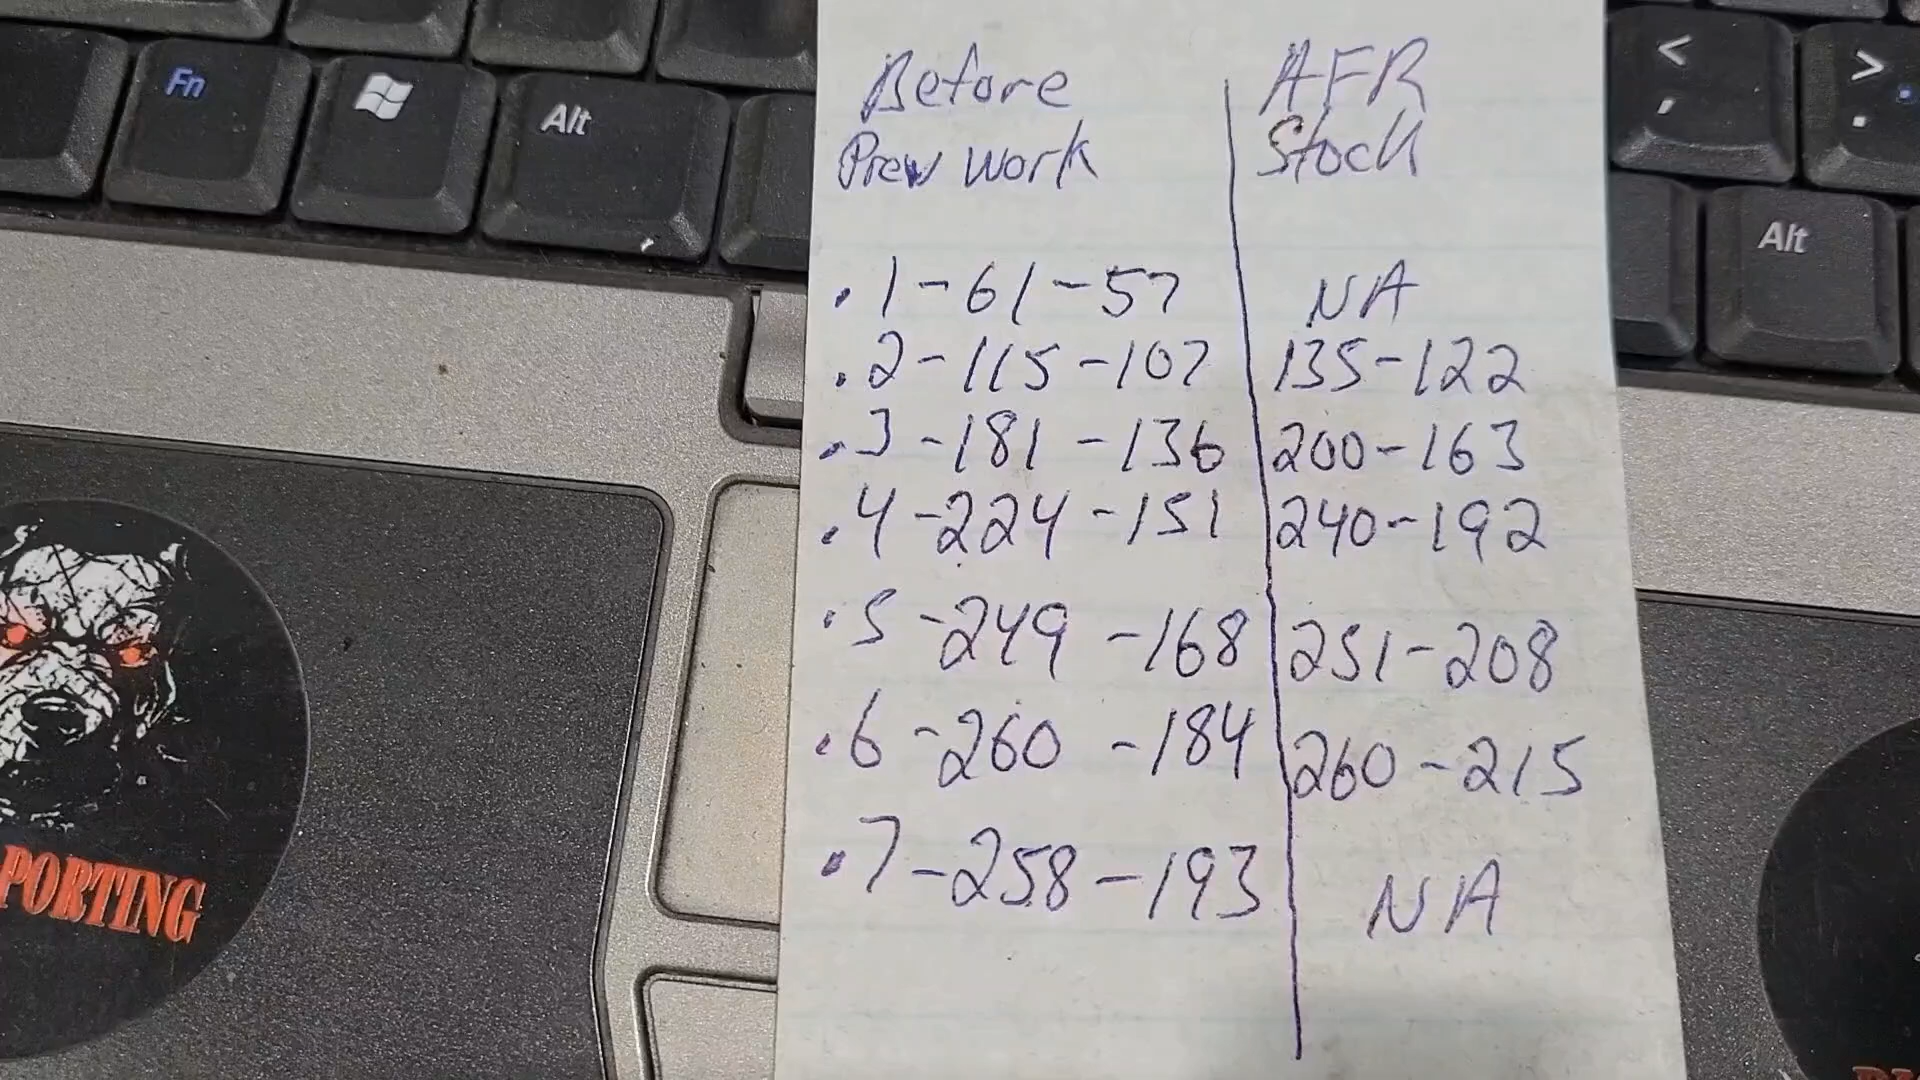 Fn
Alt
<
,
>
.
Alt
Before
Prev work
AFR
Stock
.1-61-57 NA
.2-115-107 135-122
.3-181-136 200-163
.4-224-151 240-192
.5-249-168 251-208
.6-260-184 260-215
.7-258-193 NA
PORTING